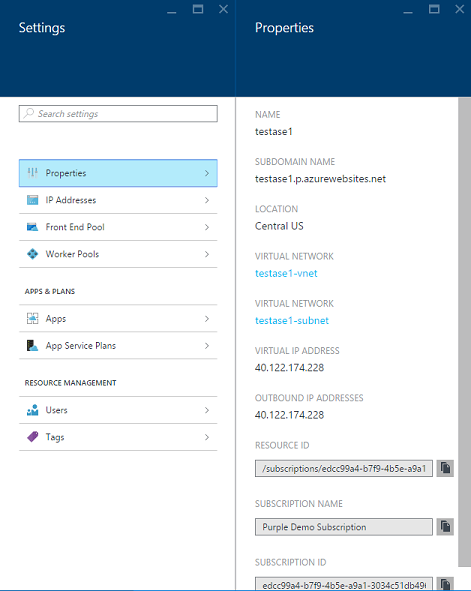 Settings
Search settings
Properties
IP Addresses
Front End Pool
Worker Pools
APPS & PLANS
Apps
App Service Plans
RESOURCE MANAGEMENT
Users
Tags
Properties
NAME
testase1
SUBDOMAIN NAME
testase1.p.azurewebsites.net
LOCATION
Central US
VIRTUAL NETWORK
testase1-vnet
VIRTUAL NETWORK
testase1-subnet
VIRTUAL IP ADDRESS
40.122.174.228
OUTBOUND IP ADDRESSES
40.122.174.228
RESOURCE ID
/subscriptions/edcc99a4-b7f9-4b5e-a9a1
SUBSCRIPTION NAME
Purple Demo Subscription
SUBSCRIPTION ID
edcc99a4-b7f9-4b5e-a9a1-3034c51db496